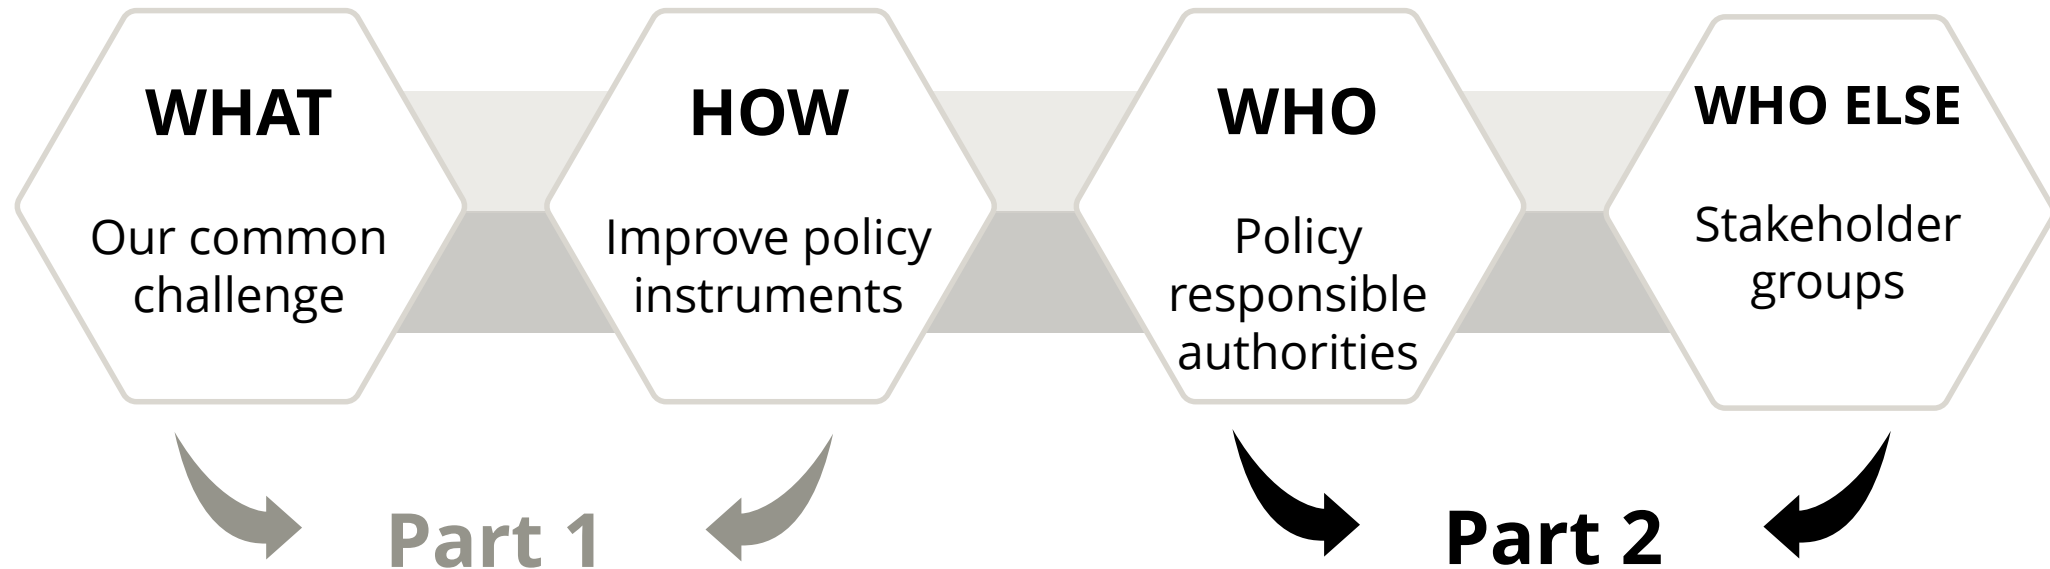 WHAT
Our common
challenge
HOW
Improve policy
instruments
WHO
Policy
responsible
authorities
WHO ELSE
Stakeholder
groups
Part 1
Part 2